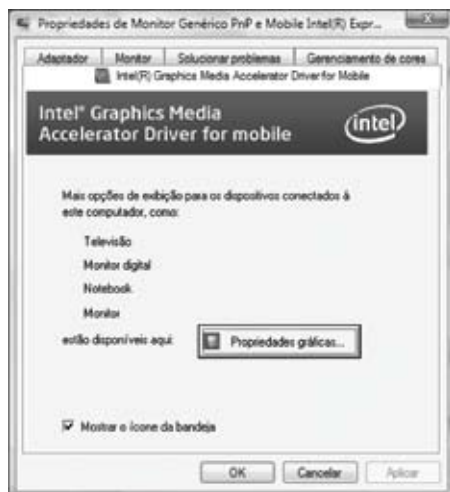 Propriedades de Monitor Genérico PnP e Mobile Intel(R) Expr...
Adaptador Monitor Solucionar problemas Gerenciamento de cores
Intel(R) Graphics Media Accelerator Driver for Mobile
Intel® Graphics Media
Accelerator Driver for mobile
intel
Mais opções de exibição para os dispositivos conectados à
este computador, como:
Televisão
Monitor digital
Notebook
Monitor
estão disponíveis aqui:
Propriedades gráficas...
Mostrar o ícone da bandeja
OK Cancelar Aplicar